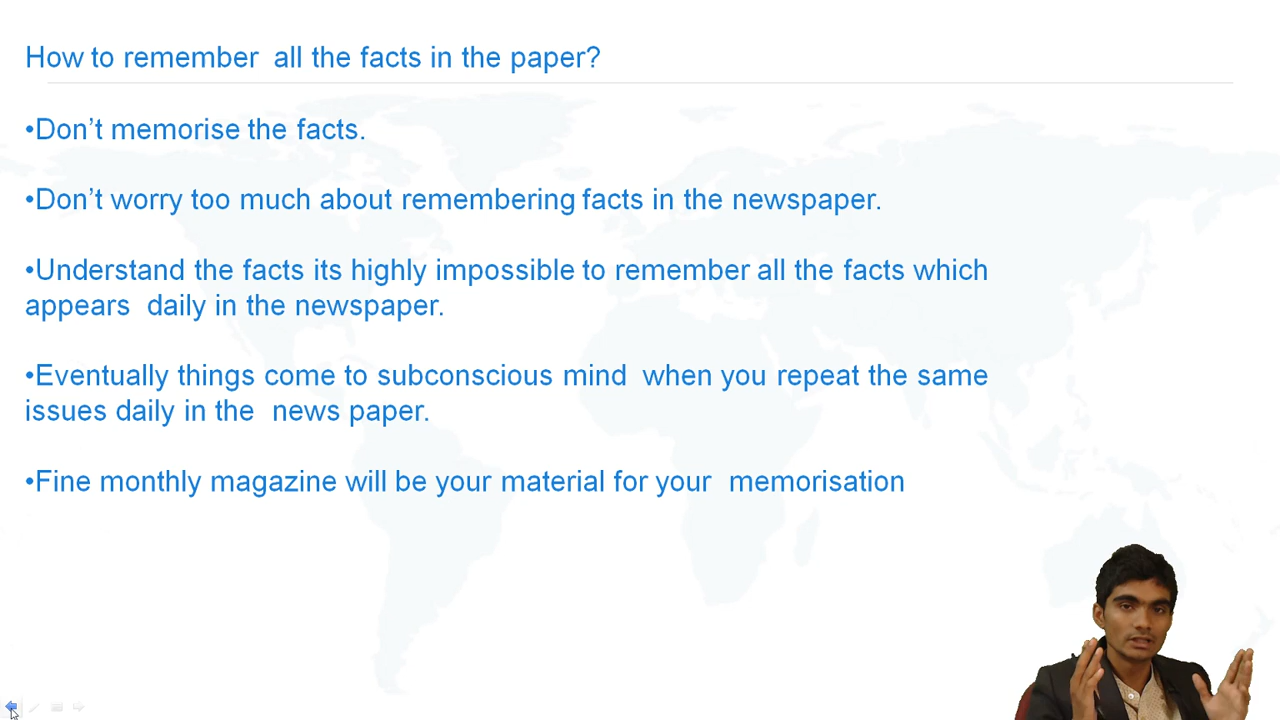 How to remember all the facts in the paper?
•Don't memorise the facts.
•Don't worry too much about remembering facts in the newspaper.
•Understand the facts its highly impossible to remember all the facts which
appears daily in the newspaper.
•Eventually things come to subconscious mind when you repeat the same
issues daily in the news paper.
•Fine monthly magazine will be your material for your memorisation